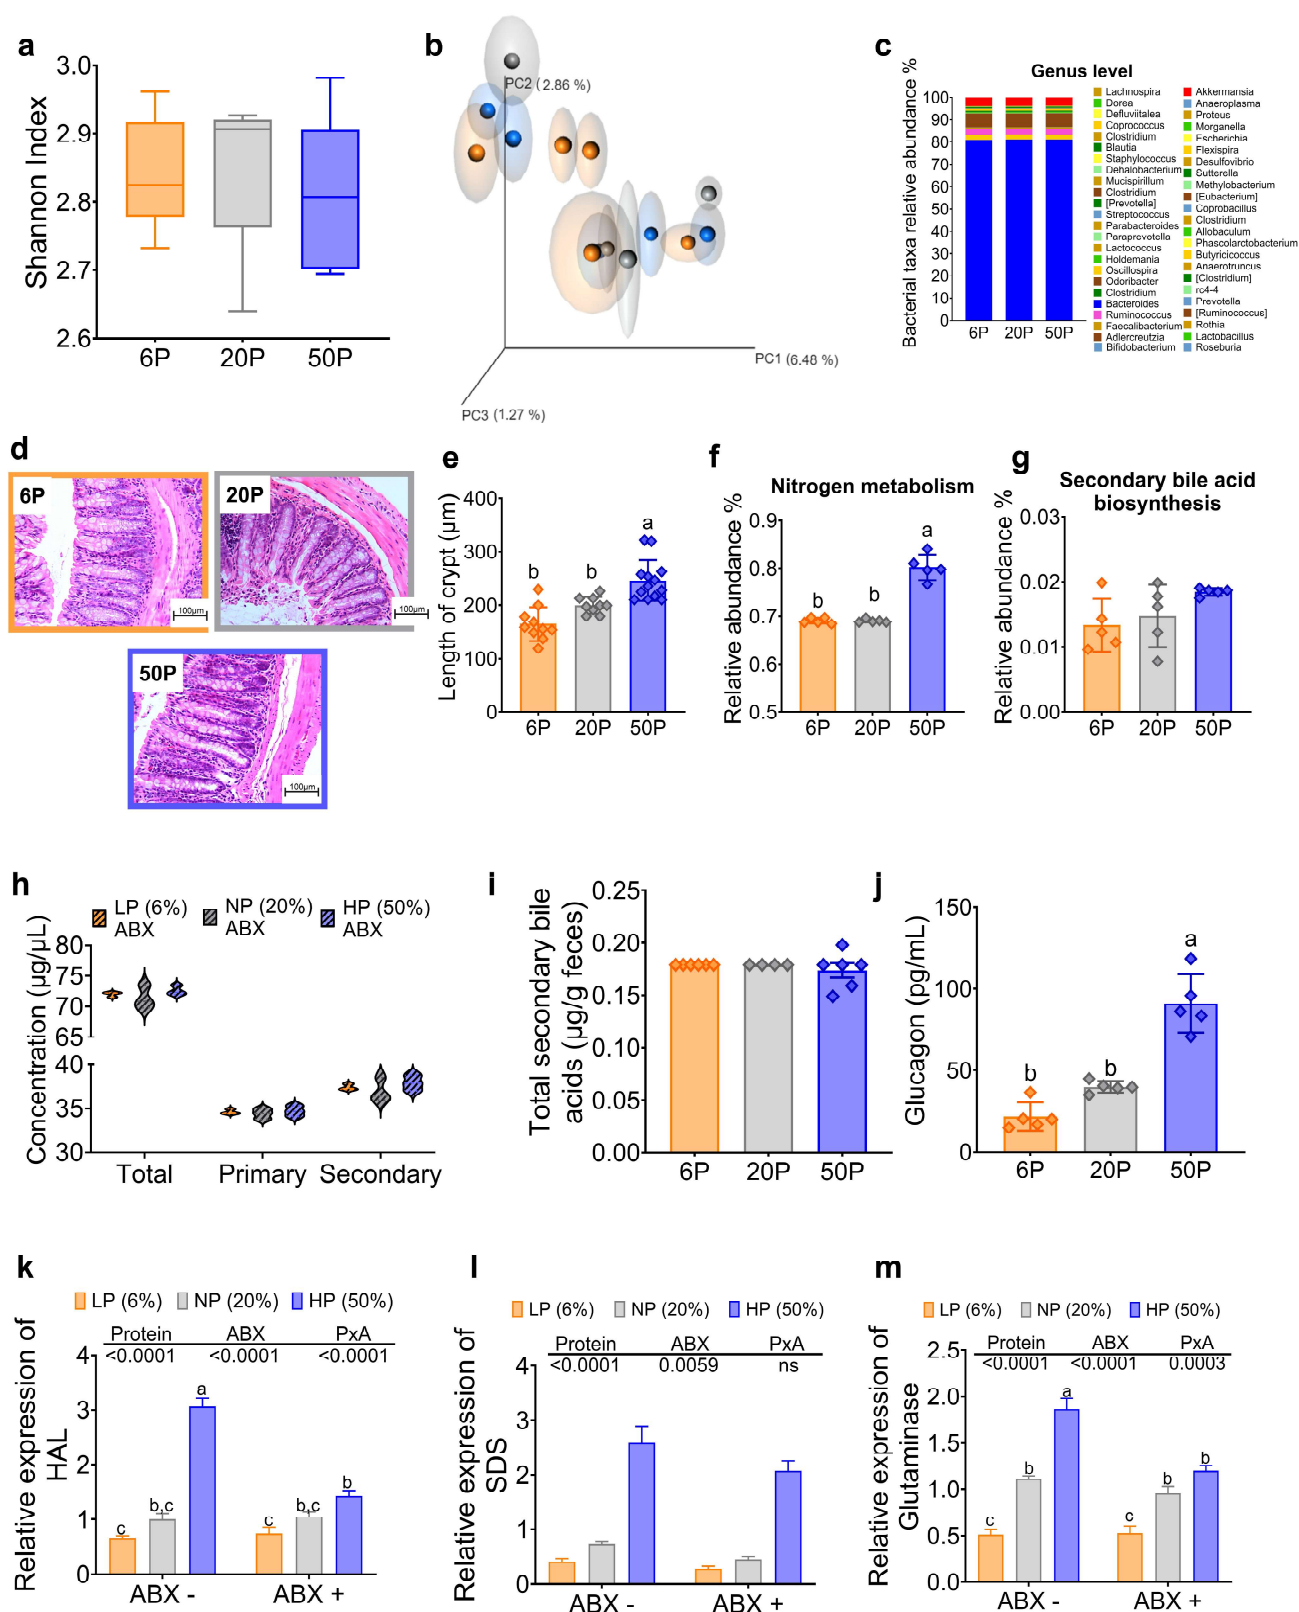 a
Shannon Index
3.0
2.9
2.8
2.7
2.6
6P
20P
50P
b
PC2 (2.86 %)
PC1 (6.48 %)
PC3 (1.27 %)
c
Genus level
Bacterial taxa relative abundance %
100
90
80
70
60
50
40
30
20
10
0
6P
20P
50P
Lachnospira
Dorea
Defluviitalea
Coprococcus
Clostridium
Blautia
Staphylococcus
Dehalobacterium
Mucispirillum
Clostridium
[Prevotella]
Streptococcus
Parabacteroides
Paraprevotella
Lactococcus
Holdemania
Oscillospira
Odoribacter
Clostridium
Bacteroides
Ruminococcus
Faecalibacterium
Adlercreutzia
Bifidobacterium
Akkermansia
Anaeroplasma
Proteus
Morganella
Escherichia
Flexispira
Desulfovibrio
Sutterella
Methylobacterium
[Eubacterium]
Coprobacillus
Clostridium
Allobaculum
Phascolarctobacterium
Butyricicoccus
Anaerotruncus
[Clostridium]
rc4-4
Prevotella
[Ruminococcus]
Rothia
Lactobacillus
Roseburia
d
6P
100µm
20P
100µm
50P
100µm
e
Length of crypt (µm)
400
300
200
100
0
b
b
a
6P
20P
50P
f
Nitrogen metabolism
Relative abundance %
0.9
0.8
0.7
0.6
0.5
b
b
a
6P
20P
50P
g
Secondary bile acid
biosynthesis
Relative abundance %
0.03
0.02
0.01
0.00
6P
20P
50P
h
LP (6%)
ABX
NP (20%)
ABX
HP (50%)
ABX
Concentration (µg/µL)
80
75
70
65
40
35
30
Total
Primary
Secondary
i
Total secondary bile
acids (µg/g feces)
0.25
0.20
0.15
0.10
0.05
0.00
6P
20P
50P
j
Glucagon (pg/mL)
150
100
50
0
b
b
a
6P
20P
50P
k
LP (6%)
NP (20%)
HP (50%)
Protein ABX PxA
<0.0001 <0.0001 <0.0001
Relative expression of
HAL
4
3
2
1
0
c
b,c
a
c
b,c
b
ABX -
ABX +
l
LP (6%)
NP (20%)
HP (50%)
Protein ABX PxA
<0.0001 0.0059 ns
Relative expression of
SDS
4
3
2
1
0
ABX -
ABX +
m
LP (6%)
NP (20%)
HP (50%)
Protein ABX PxA
<0.0001 <0.0001 0.0003
Relative expression of
Glutaminase
2.5
2.0
1.5
1.0
0.5
0.0
c
b
a
c
b
b
ABX -
ABX +